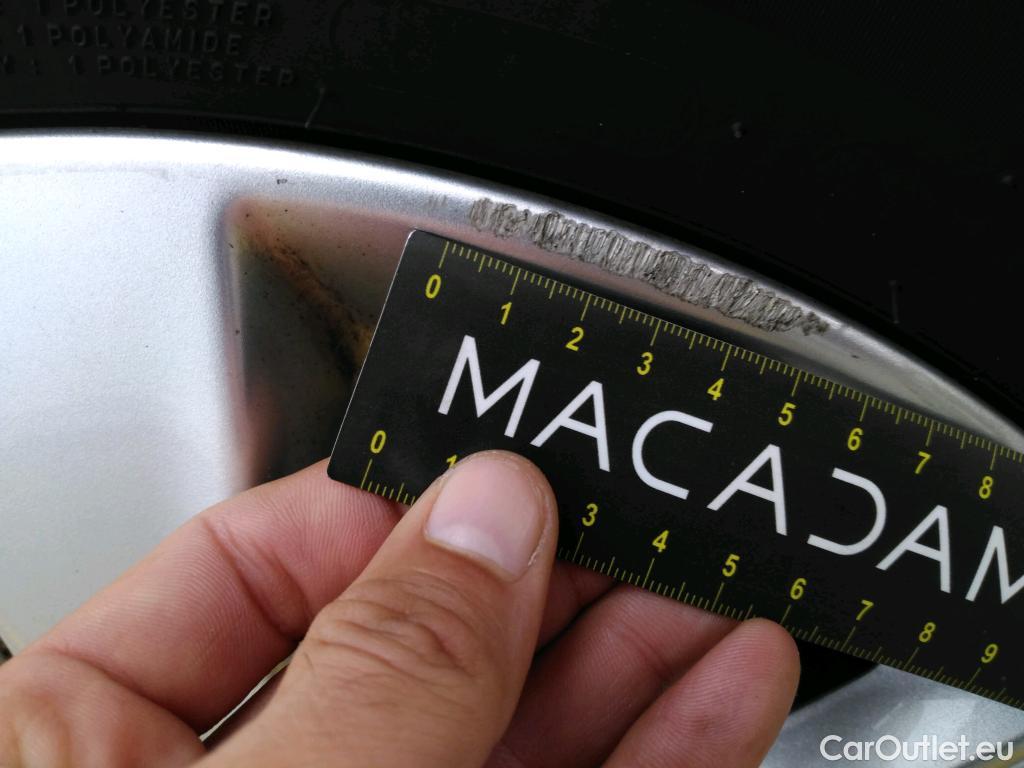 1 POLYESTER
1 POLYAMIDE
Y : 1 POLYESTER
0 1 2 3 4 5 6 7 8
MACADAM
0 1 3 4 5 6 7 8 9
CarOutlet.eu